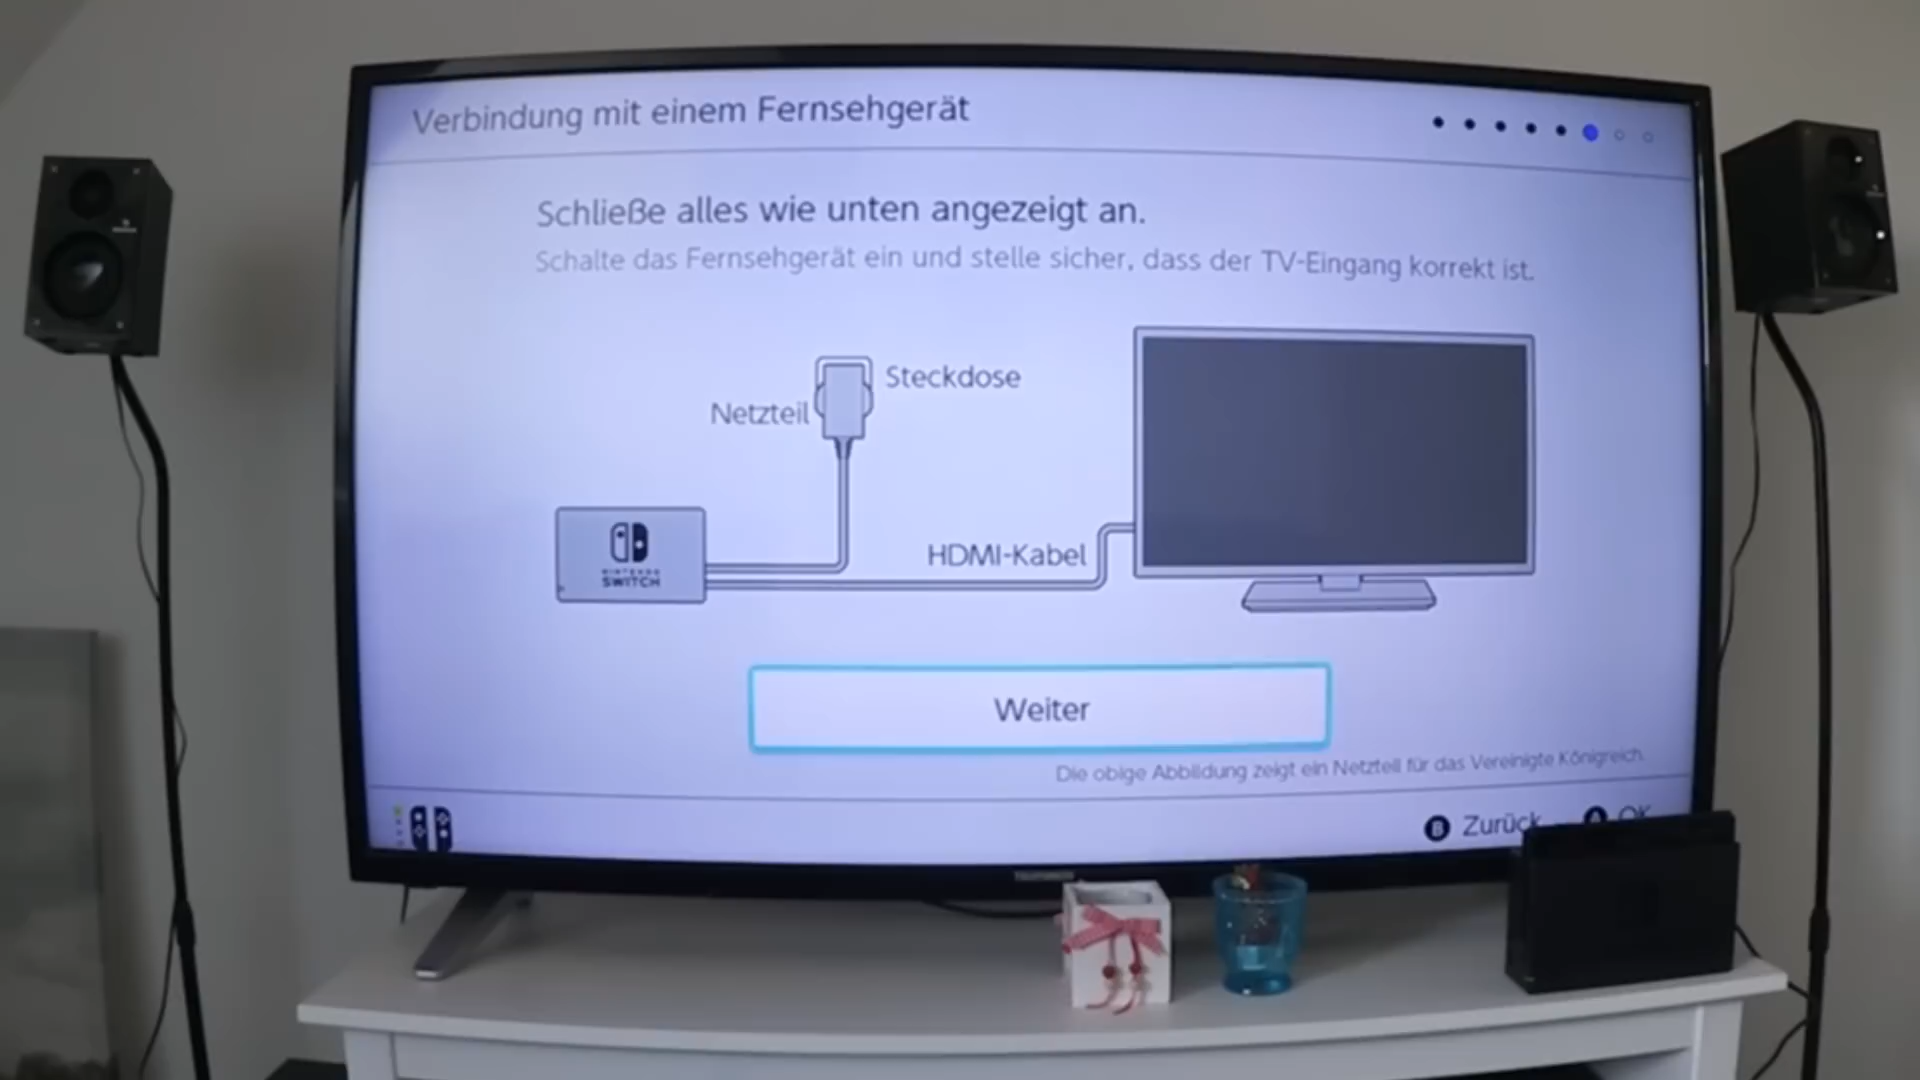 Verbindung mit einem Fernsehgerät
Schließe alles wie unten angezeigt an.
Schalte das Fernsehgerät ein und stelle sicher, dass der TV-Eingang korrekt ist.
Steckdose
Netzteil
HDMI-Kabel
NINTENDO
SWITCH
Weiter
Die obige Abbildung zeigt ein Netzteil für das Vereinigte Königreich.
B Zurück
A OK